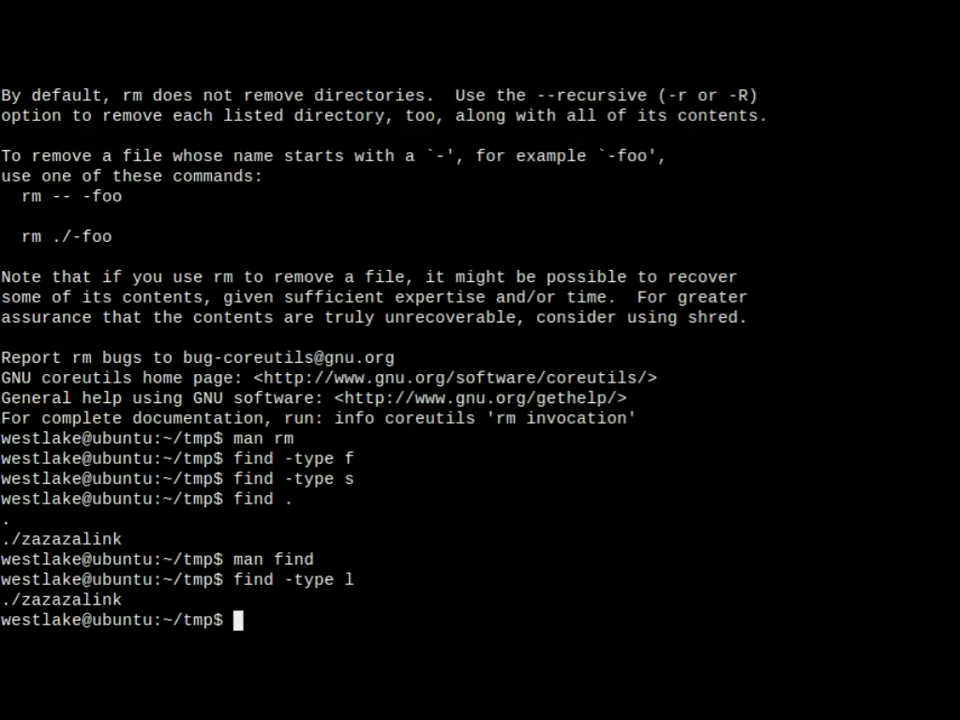 By default, rm does not remove directories.  Use the --recursive (-r or -R)
option to remove each listed directory, too, along with all of its contents.
To remove a file whose name starts with a `-', for example `-foo',
use one of these commands:
  rm -- -foo
  rm ./-foo
Note that if you use rm to remove a file, it might be possible to recover
some of its contents, given sufficient expertise and/or time.  For greater
assurance that the contents are truly unrecoverable, consider using shred.
Report rm bugs to bug-coreutils@gnu.org
GNU coreutils home page: <http://www.gnu.org/software/coreutils/>
General help using GNU software: <http://www.gnu.org/gethelp/>
For complete documentation, run: info coreutils 'rm invocation'
westlake@ubuntu:~/tmp$ man rm
westlake@ubuntu:~/tmp$ find -type f
westlake@ubuntu:~/tmp$ find -type s
westlake@ubuntu:~/tmp$ find .
.
./zazazalink
westlake@ubuntu:~/tmp$ man find
westlake@ubuntu:~/tmp$ find -type l
./zazazalink
westlake@ubuntu:~/tmp$